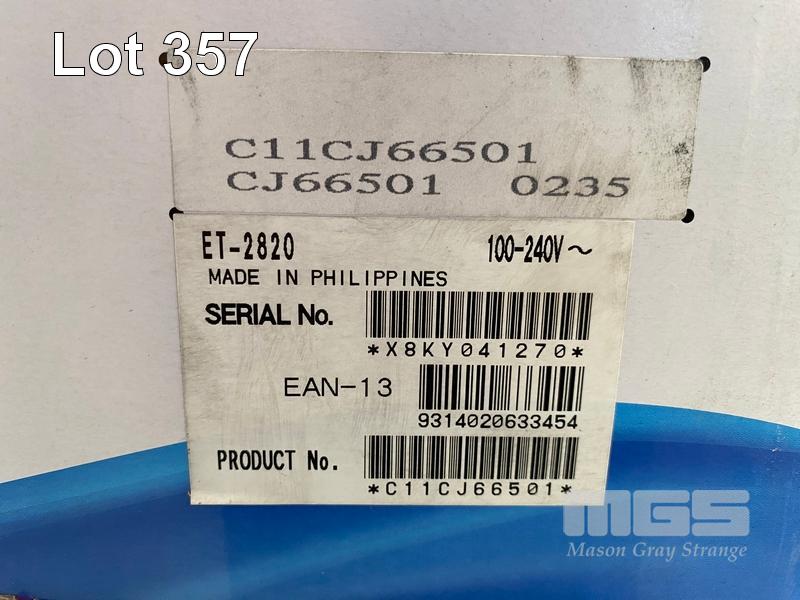 Lot 357
C11CJ66501
CJ66501 0235
ET-2820 100-240V~
MADE IN PHILIPPINES
SERIAL No.
*X8KY041270*
EAN-13
9314020633454
PRODUCT No.
*C11CJ66501*
MGS
Mason Gray Strange